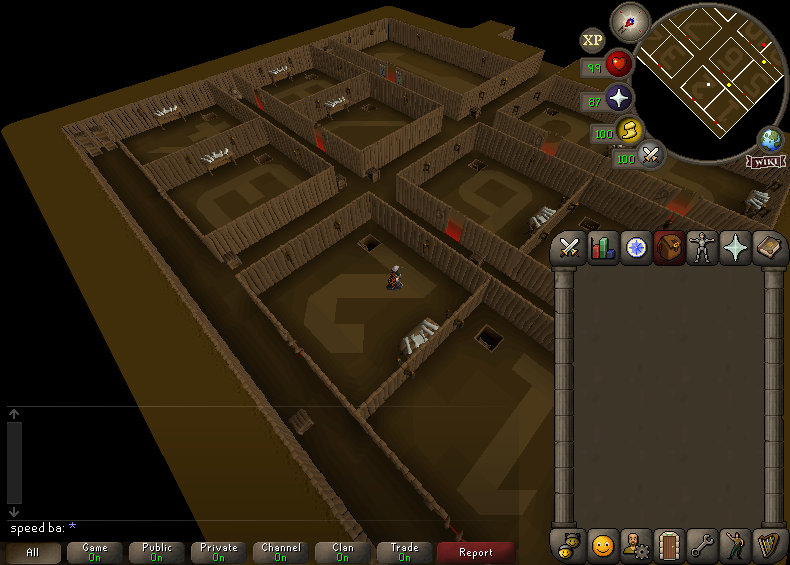 XP
99
87
100
100
WIKI
speed ba: *
All
Game
On
Public
On
Private
On
Channel
On
Clan
On
Trade
On
Report